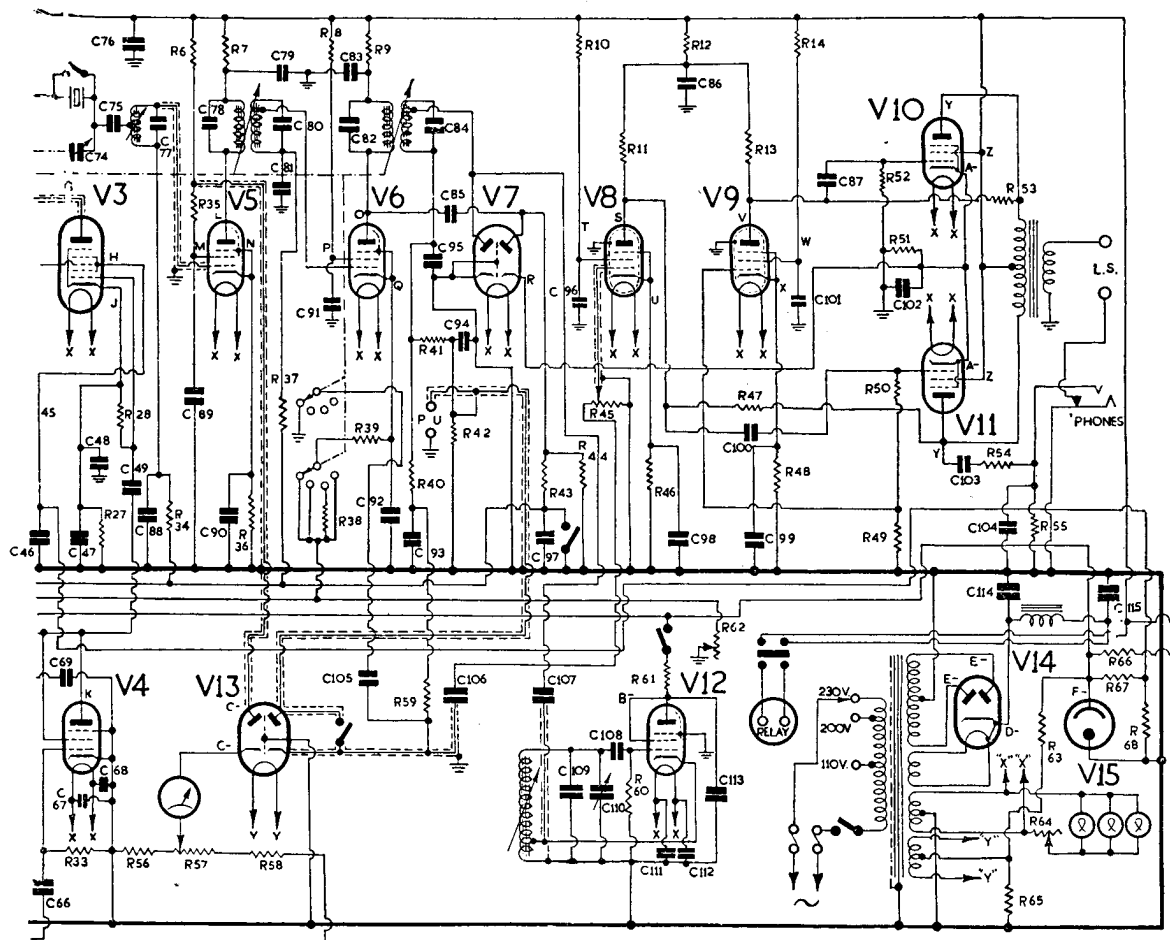 C76
R6
R7
C79
R8
C83
R9
R10
R12
R14
C86
C75
C74
C77
C78
C80
C81
C82
C84
R11
R13
V10
Y
Z
A-
C87
R52
R53
V3
G
H
J
V5
R35
L
M
N
V6
O
P
Q
C85
V7
R
C95
V8
S
T
U
C96
V9
V
W
X
C101
R51
C102
L.S.
C91
C94
R41
X X
X X
X X
X X
X X
X X
X X
X X
A-
Z
V11
Y
'PHONES
45
R28
C48
C49
C89
R37
R39
P U
R42
R45
R47
C100
R50
R48
R54
C103
R40
R43
R44
R46
C46
C47
R27
C88
R34
C90
R36
R38
C92
C93
C97
C98
C99
R49
C104
R55
C114
C115
C69
V4
K
C68
C67
X X
R33
C66
V13
C-
C-
Y Y
R56
R57
R58
C105
R59
C106
C107
R62
R61
V12
B-
C108
C109
C110
R60
X X
C111
C112
C113
RELAY
230V.
200V
110V.
V14
E-
E-
D-
"X" "X"
"Y"
"Y"
R66
R67
F-
V15
R68
R63
R64
R65